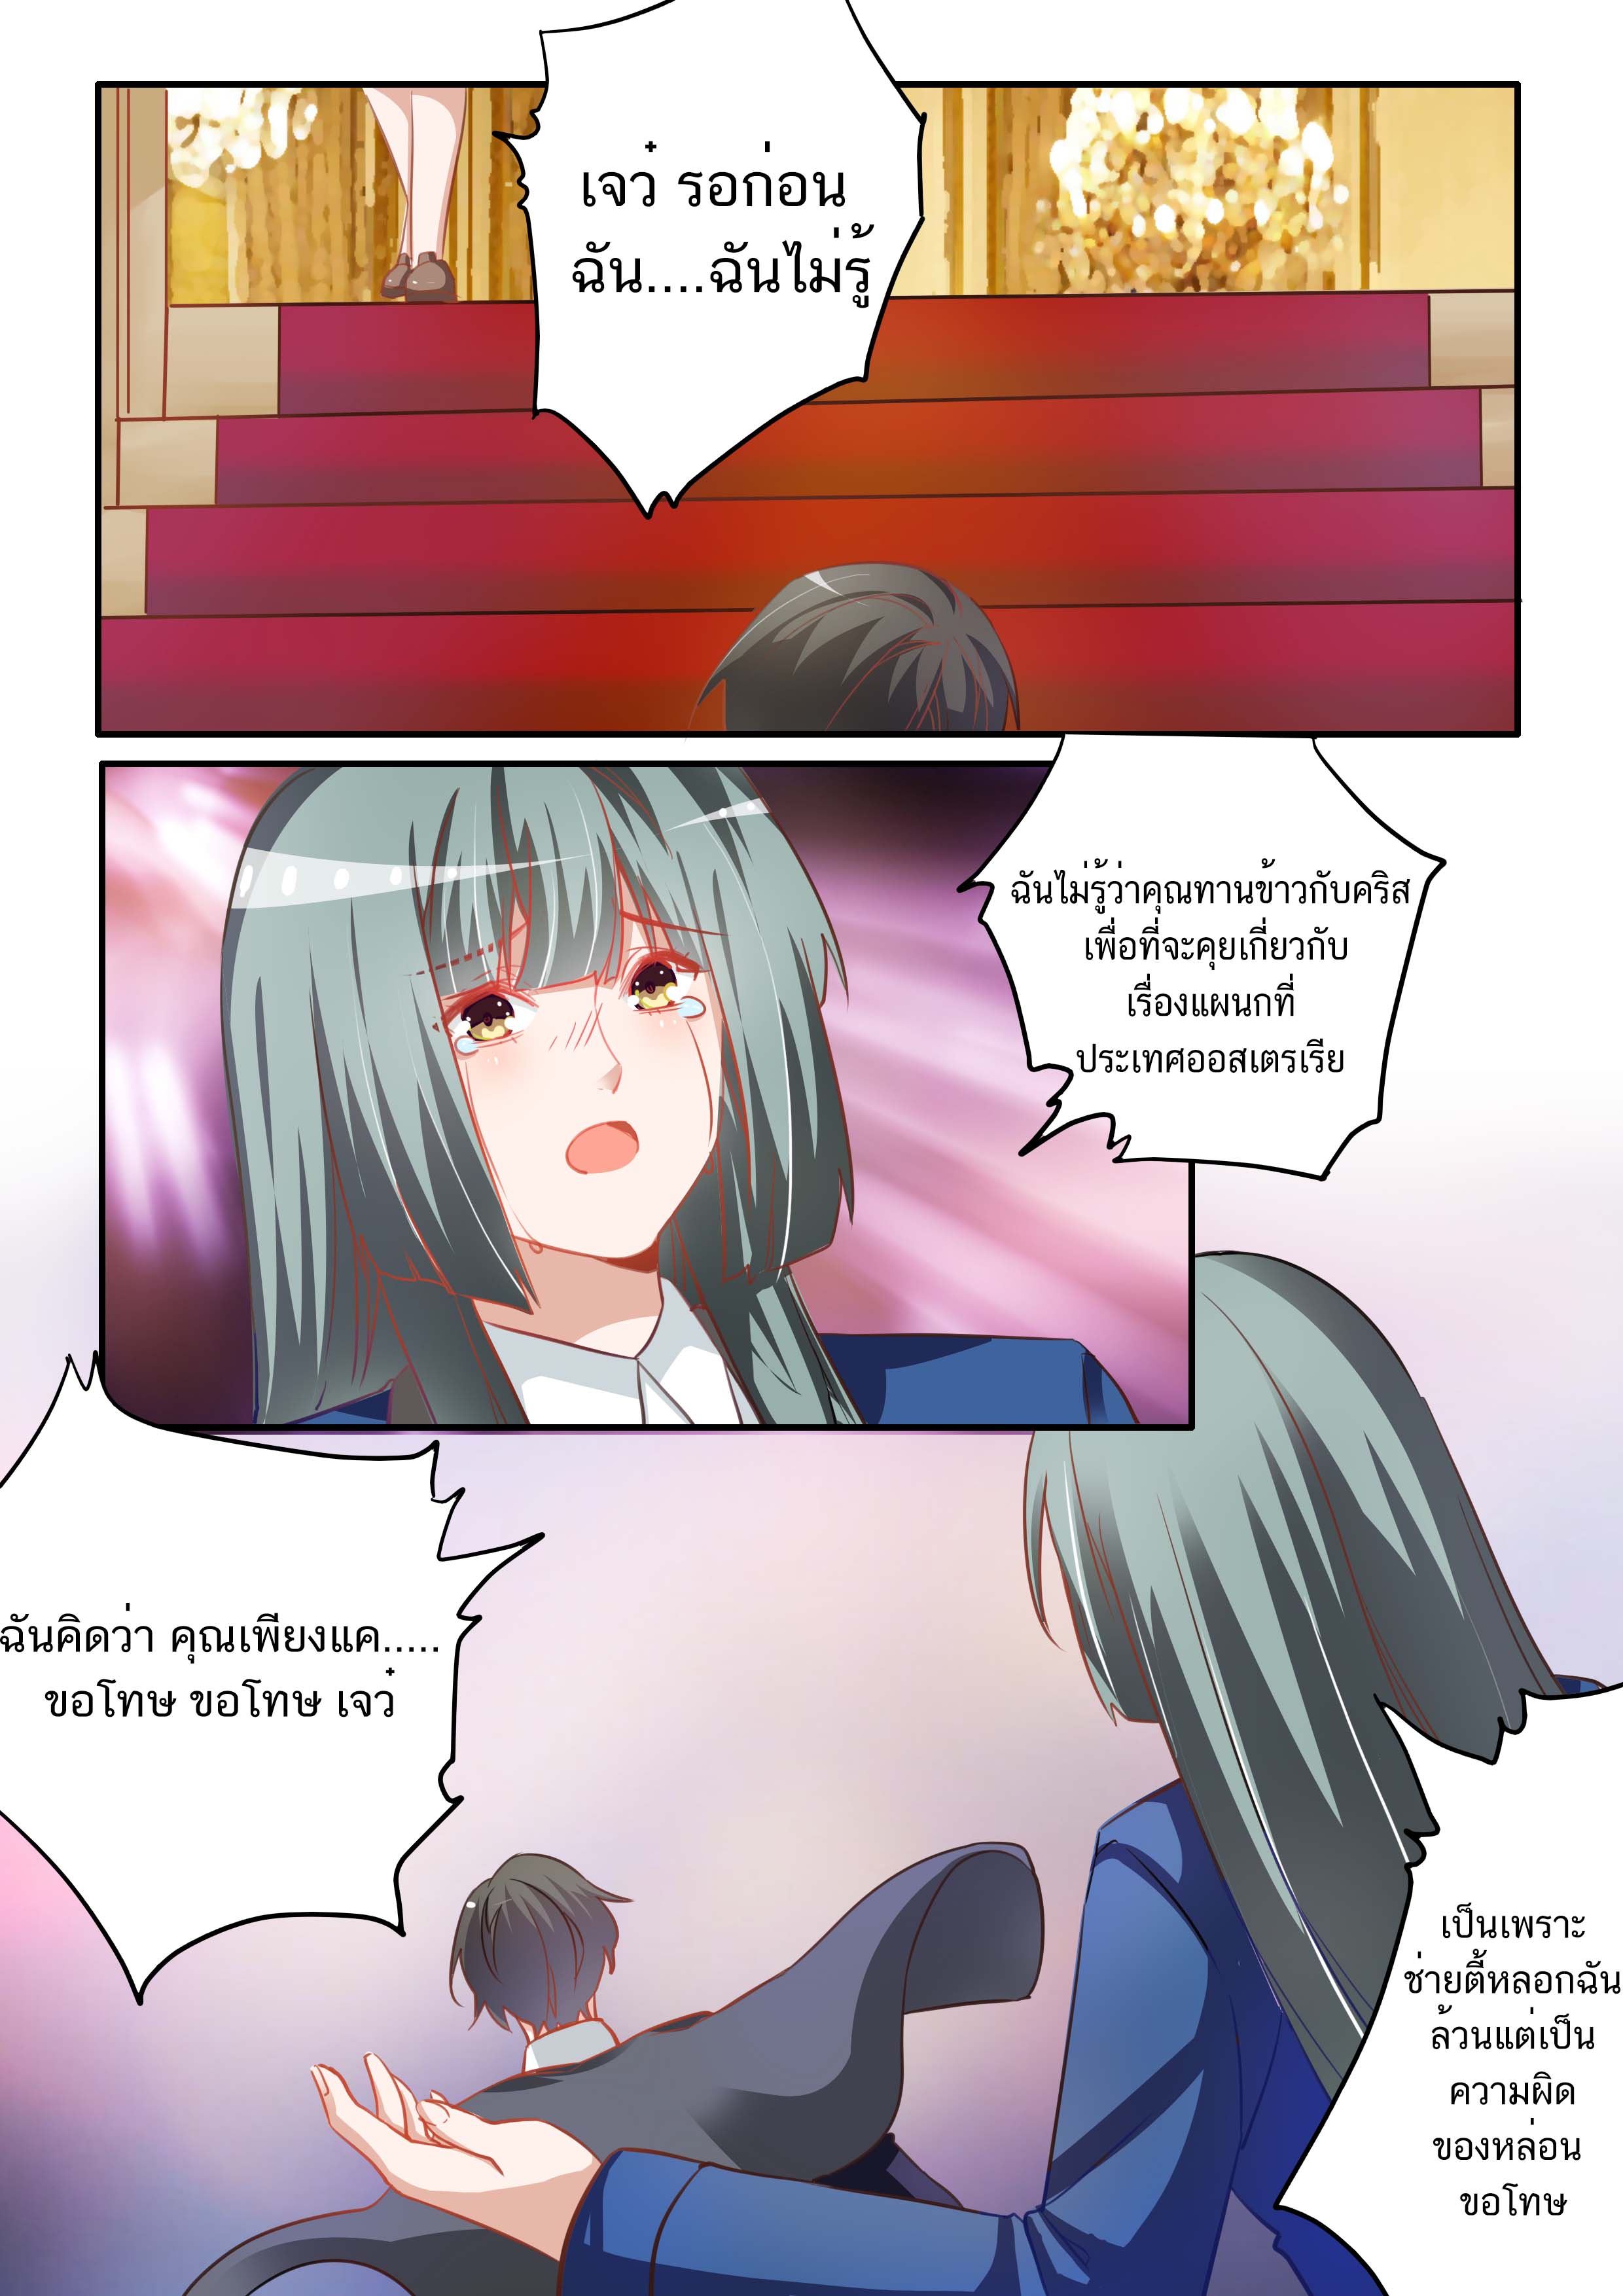 เจว๋ รอก่อน
ฉัน....ฉันไม่รู้
ฉันไม่รู้ว่าคุณทานข้าวกับคริส
เพื่อที่จะคุยเกี่ยวกับ
เรื่องแผนกที่
ประเทศออสเตรเรีย
ฉันคิดว่า คุณเพียงแค.....
ขอโทษ ขอโทษ เจว๋
เป็นเพราะ
ช่ายตี้หลอกฉัน
ล้วนแต่เป็น
ความผิด
ของหล่อน
ขอโทษ